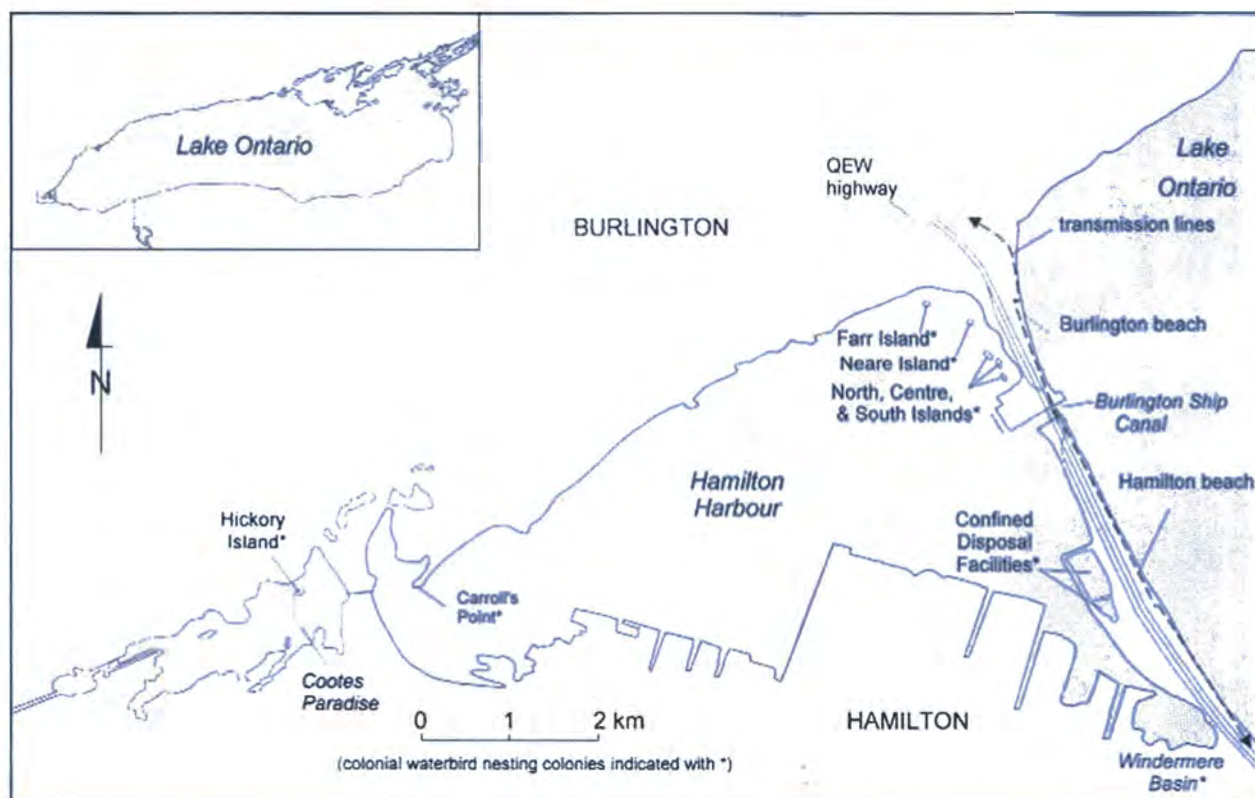 Lake Ontario
QEW
highway
BURLINGTON
Lake
Ontario
transmission lines
Burlington beach
Farr Island*
Neare Island*
North, Centre,
& South Islands*
Burlington Ship
Canal
N
Hamilton
Harbour
Hamilton beach
Hickory
Island*
Confined
Disposal
Facilities*
Carroll's
Point*
Cootes
Paradise
0 1 2 km
HAMILTON
(colonial waterbird nesting colonies indicated with *)
Windermere
Basin*